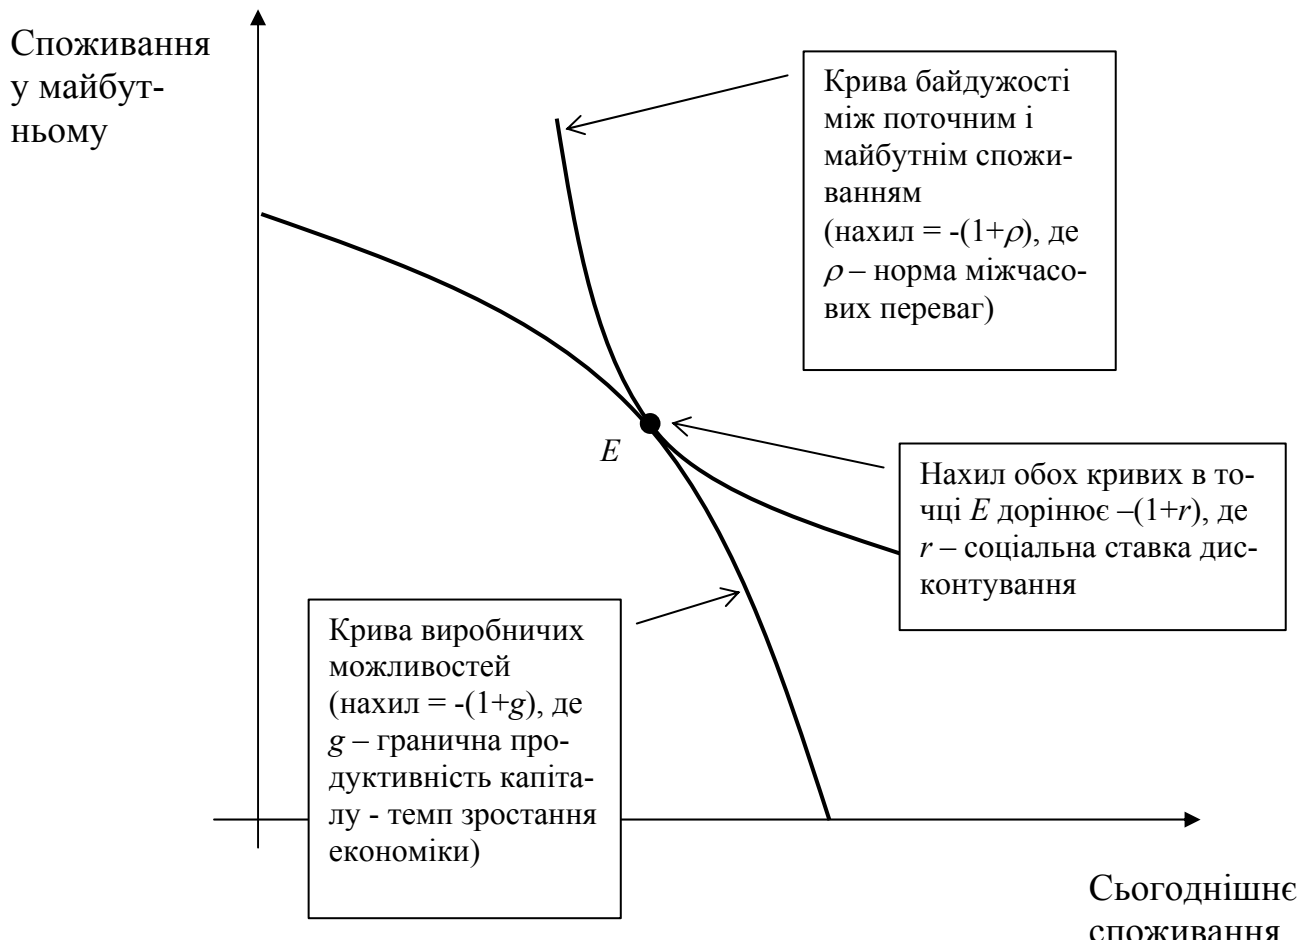 Споживання
у майбут-
ньому
Крива байдужості
між поточним і
майбутнім спожи-
ванням
(нахил = -(1+ρ), де
ρ – норма міжчасо-
вих переваг)
E
Нахил обох кривих в то-
чці E дорінює –(1+r), де
r – соціальна ставка дис-
контування
Крива виробничих
можливостей
(нахил = -(1+g), де
g – гранична про-
дуктивність капіта-
лу - темп зростання
економіки)
Сьогоднішнє
споживання